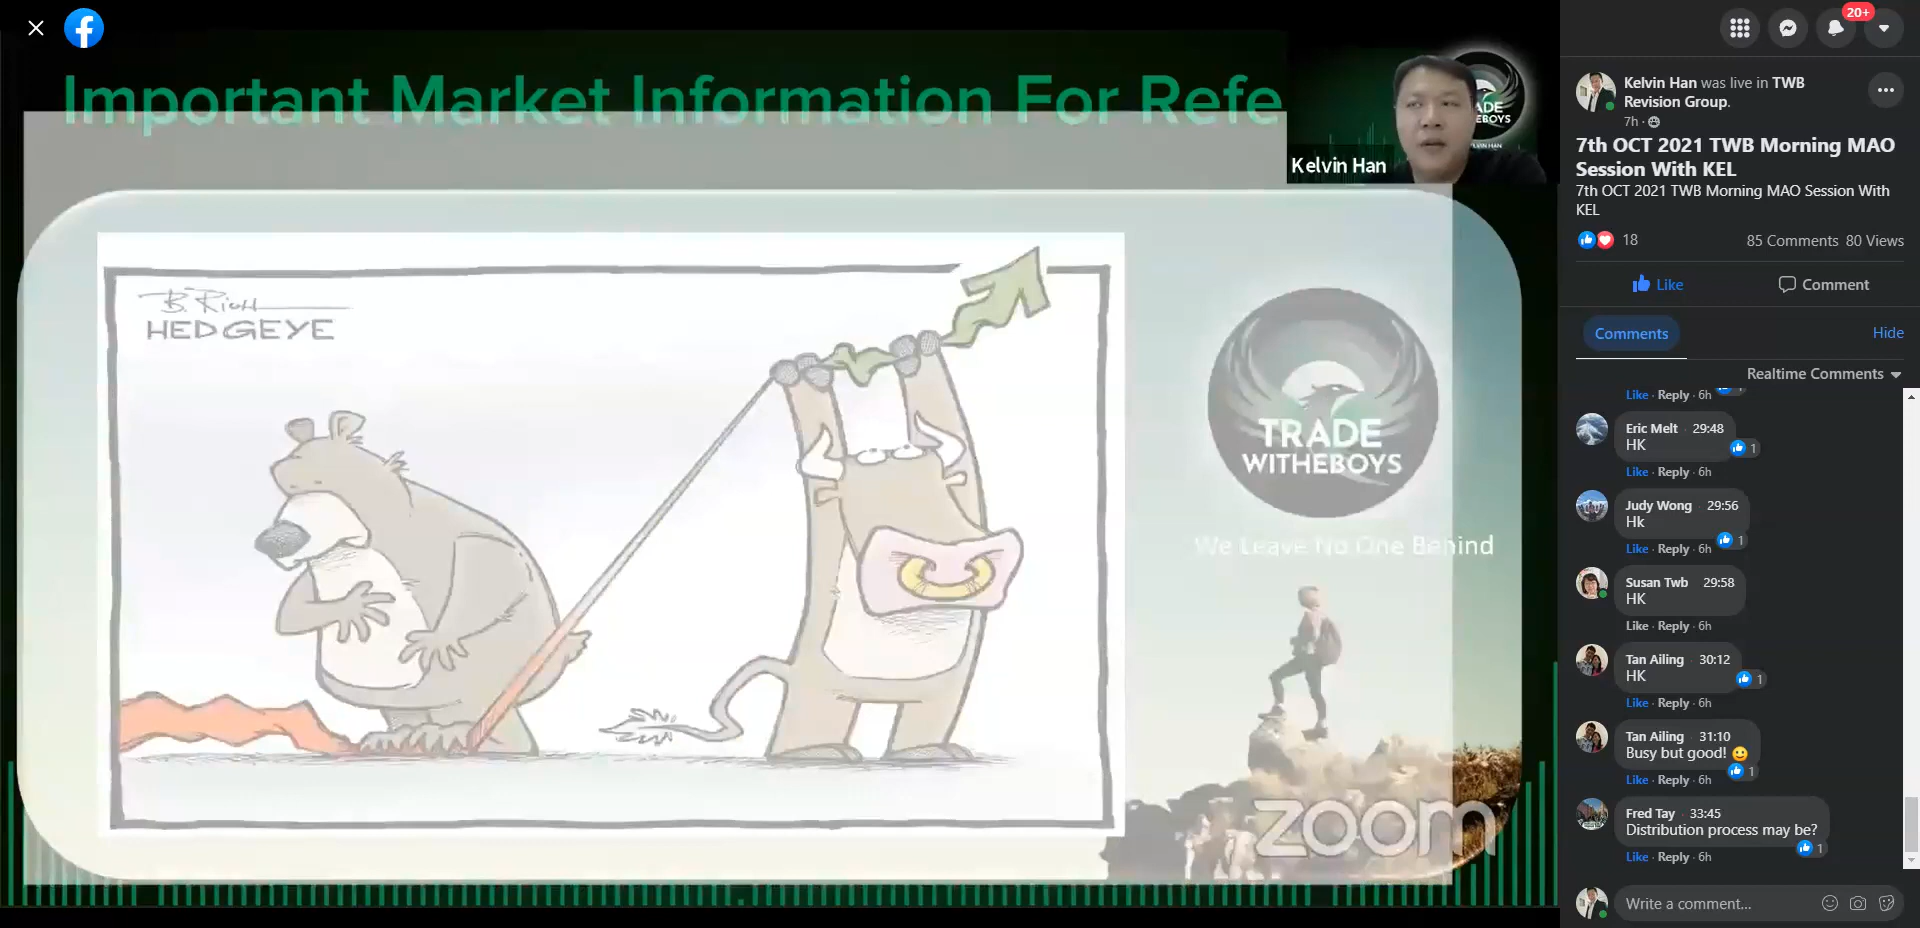 Important Market Information For Refe
Kelvin Han
TRADE
WITHEBOYS
We Leave No One Behind
B. Rich
HEDGEYE
zoom
20+
Kelvin Han was live in TWB
Revision Group.
7h
7th OCT 2021 TWB Morning MAO
Session With KEL
7th OCT 2021 TWB Morning MAO Session With
KEL
18
85 Comments 80 Views
Like
Comment
Comments
Hide
Realtime Comments
Like · Reply · 6h
Eric Melt · 29:48
HK
1
Like · Reply · 6h
Judy Wong · 29:56
Hk
1
Like · Reply · 6h
Susan Twb 29:58
HK
Like · Reply · 6h
Tan Ailing · 30:12
HK
1
Like · Reply · 6h
Tan Ailing · 31:10
Busy but good! 🙂
1
Like · Reply · 6h
Fred Tay · 33:45
Distribution process may be?
1
Like · Reply · 6h
Write a comment...